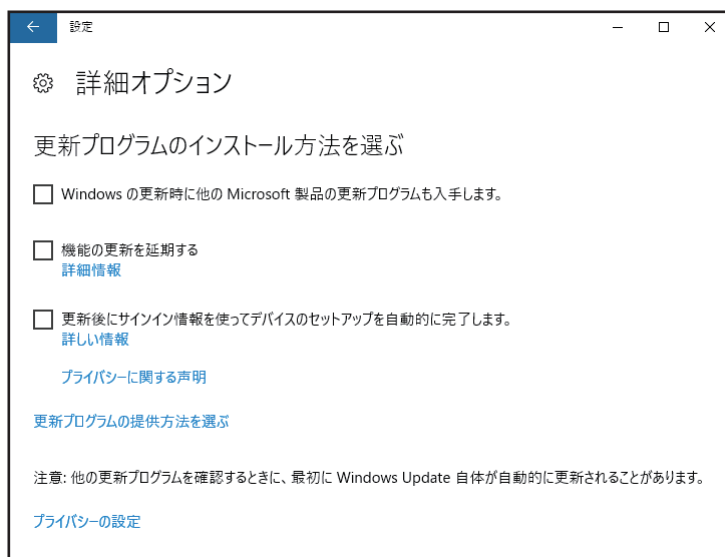 設定
詳細オプション
更新プログラムのインストール方法を選ぶ
Windows の更新時に他の Microsoft 製品の更新プログラムも入手します。
機能の更新を延期する
詳細情報
更新後にサインイン情報を使ってデバイスのセットアップを自動的に完了します。
詳しい情報
プライバシーに関する声明
更新プログラムの提供方法を選ぶ
注意: 他の更新プログラムを確認するときに、最初に Windows Update 自体が自動的に更新されることがあります。
プライバシーの設定